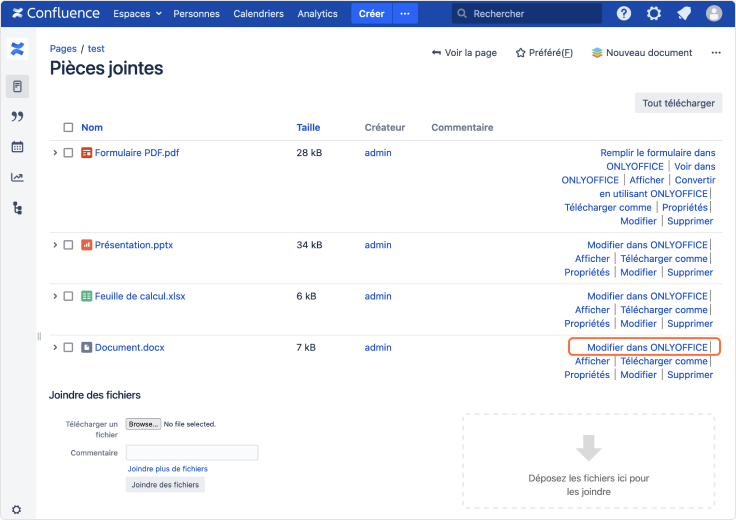 Confluence Espaces Personnes Calendriers Analytics Créer ··· Rechercher
Pages / test
Pièces jointes
Voir la page Préféré(F) Nouveau document ···
Tout télécharger
Nom Taille Créateur Commentaire
Formulaire PDF.pdf 28 kB admin Remplir le formulaire dans
ONLYOFFICE | Voir dans
ONLYOFFICE | Afficher | Convertir
en utilisant ONLYOFFICE |
Télécharger comme | Propriétés |
Modifier | Supprimer
Présentation.pptx 34 kB admin Modifier dans ONLYOFFICE |
Afficher | Télécharger comme |
Propriétés | Modifier | Supprimer
Feuille de calcul.xlsx 6 kB admin Modifier dans ONLYOFFICE |
Afficher | Télécharger comme |
Propriétés | Modifier | Supprimer
Document.docx 7 kB admin Modifier dans ONLYOFFICE |
Afficher | Télécharger comme |
Propriétés | Modifier | Supprimer
Joindre des fichiers
Télécharger un
fichier
Browse... No file selected.
Commentaire
Joindre plus de fichiers
Joindre des fichiers
Déposez les fichiers ici pour
les joindre